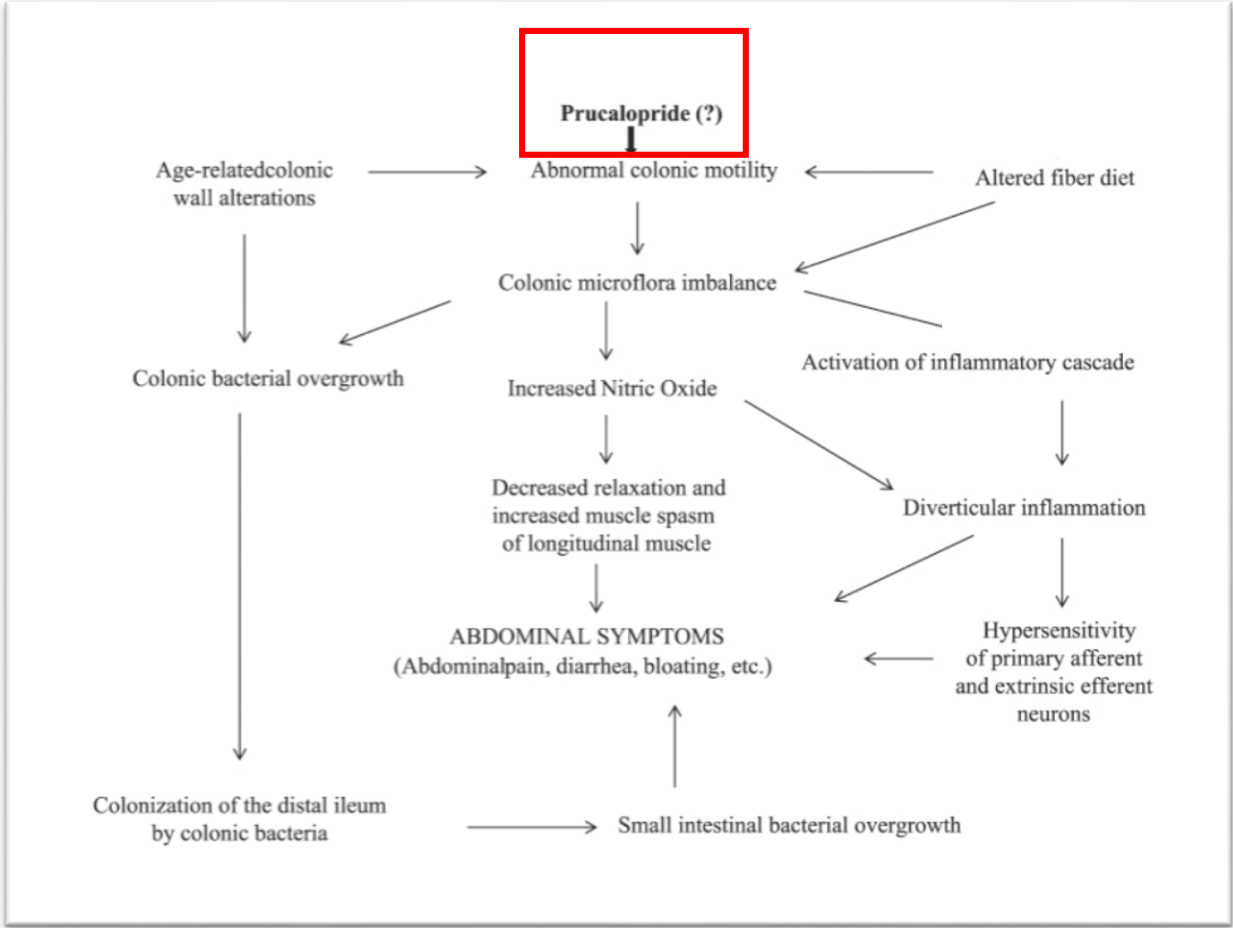 Prucalopride (?)
Age-relatedcolonic
wall alterations
Abnormal colonic motility
Altered fiber diet
Colonic microflora imbalance
Colonic bacterial overgrowth
Increased Nitric Oxide
Activation of inflammatory cascade
Decreased relaxation and
increased muscle spasm
of longitudinal muscle
Diverticular inflammation
ABDOMINAL SYMPTOMS
(Abdominalpain, diarrhea, bloating, etc.)
Hypersensitivity
of primary afferent
and extrinsic efferent
neurons
Colonization of the distal ileum
by colonic bacteria
Small intestinal bacterial overgrowth